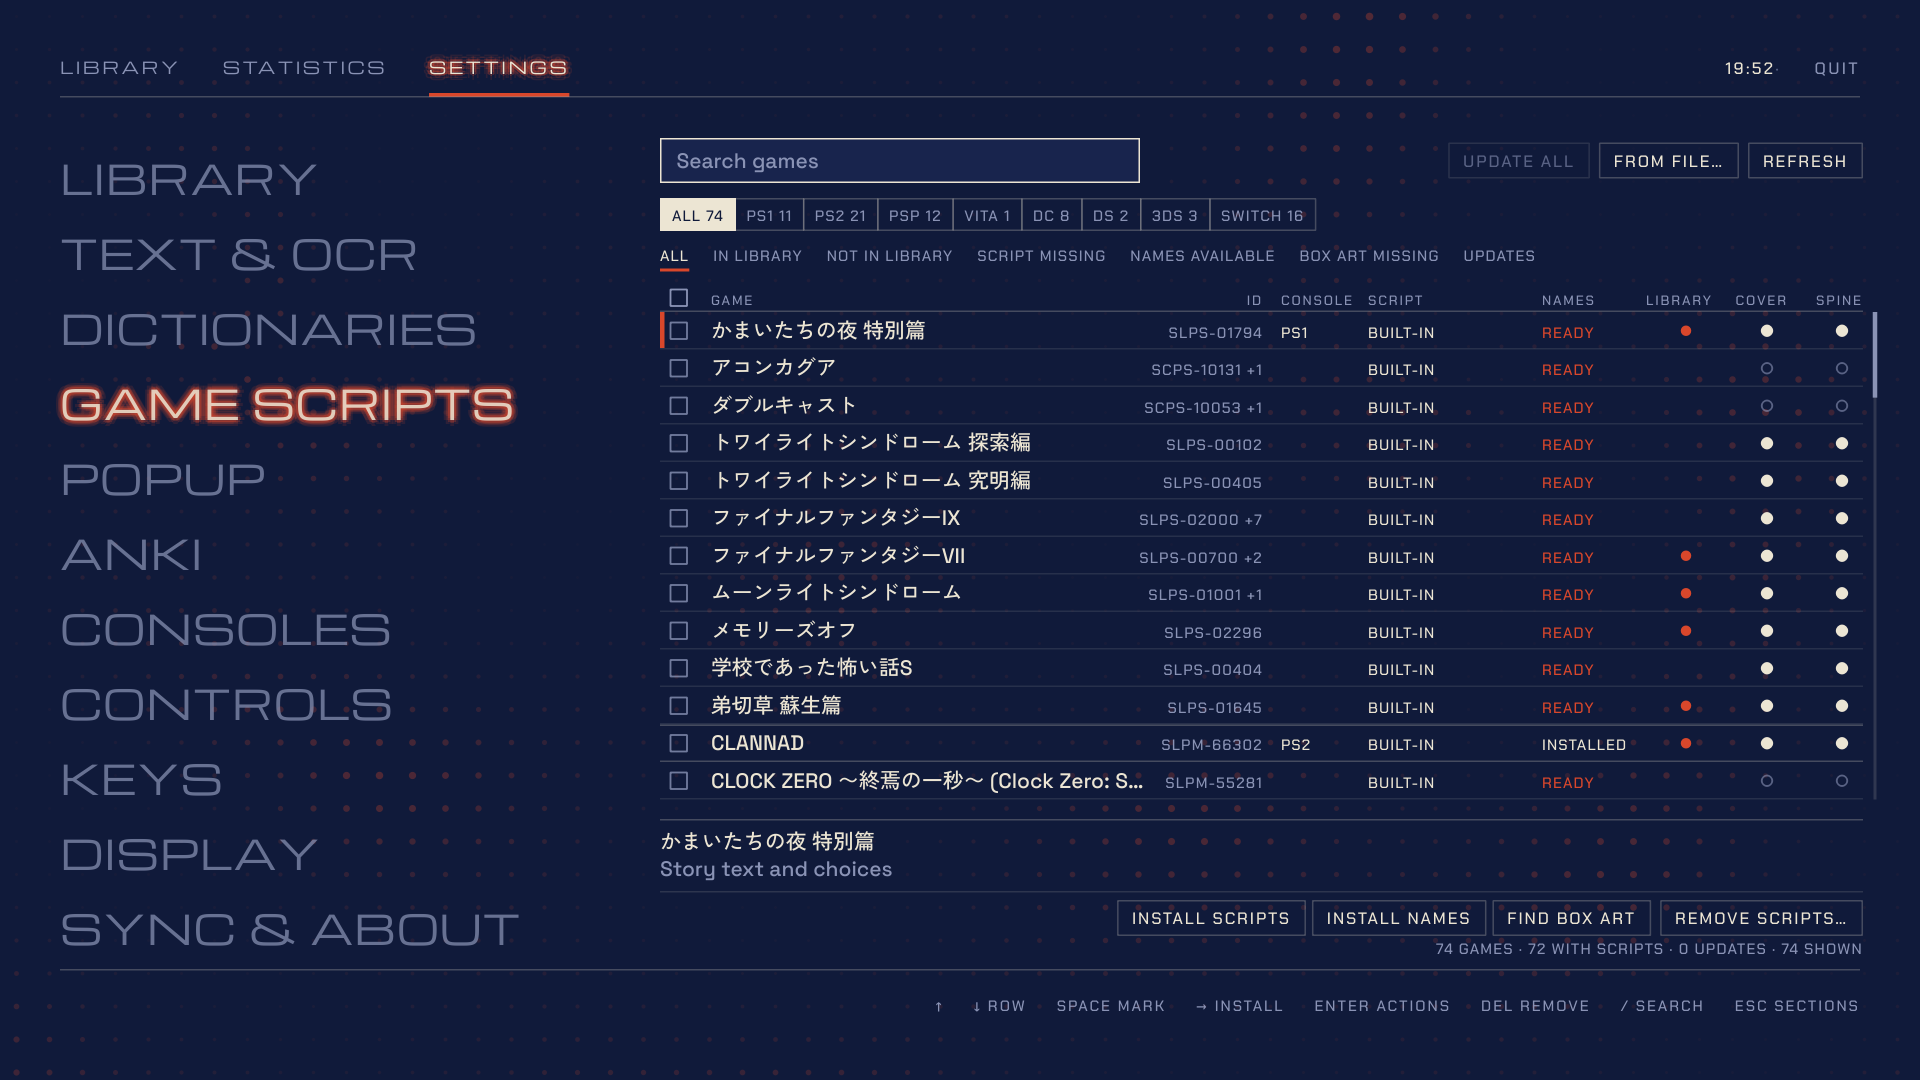 LIBRARY STATISTICS SETTINGS 19:52 QUIT
LIBRARY
TEXT & OCR
DICTIONARIES
GAME SCRIPTS
POPUP
ANKI
CONSOLES
CONTROLS
KEYS
DISPLAY
SYNC & ABOUT
Search games UPDATE ALL FROM FILE… REFRESH
ALL 74 PS1 11 PS2 21 PSP 12 VITA 1 DC 8 DS 2 3DS 3 SWITCH 16
ALL IN LIBRARY NOT IN LIBRARY SCRIPT MISSING NAMES AVAILABLE BOX ART MISSING UPDATES
GAME ID CONSOLE SCRIPT NAMES LIBRARY COVER SPINE
かまいたちの夜 特別篇 SLPS-01794 PS1 BUILT-IN READY
アコンカグア SCPS-10131 +1 BUILT-IN READY
ダブルキャスト SCPS-10053 +1 BUILT-IN READY
トワイライトシンドローム 探索編 SLPS-00102 BUILT-IN READY
トワイライトシンドローム 究明編 SLPS-00405 BUILT-IN READY
ファイナルファンタジーIX SLPS-02000 +7 BUILT-IN READY
ファイナルファンタジーVII SLPS-00700 +2 BUILT-IN READY
ムーンライトシンドローム SLPS-01001 +1 BUILT-IN READY
メモリーズオフ SLPS-02296 BUILT-IN READY
学校であった怖い話S SLPS-00404 BUILT-IN READY
弟切草 蘇生篇 SLPS-01645 BUILT-IN READY
CLANNAD SLPM-66302 PS2 BUILT-IN INSTALLED
CLOCK ZERO ～終焉の一秒～ (Clock Zero: S… SLPM-55281 BUILT-IN READY
かまいたちの夜 特別篇
Story text and choices
INSTALL SCRIPTS INSTALL NAMES FIND BOX ART REMOVE SCRIPTS…
74 GAMES · 72 WITH SCRIPTS · 0 UPDATES · 74 SHOWN
↑ ↓ ROW SPACE MARK → INSTALL ENTER ACTIONS DEL REMOVE / SEARCH ESC SECTIONS